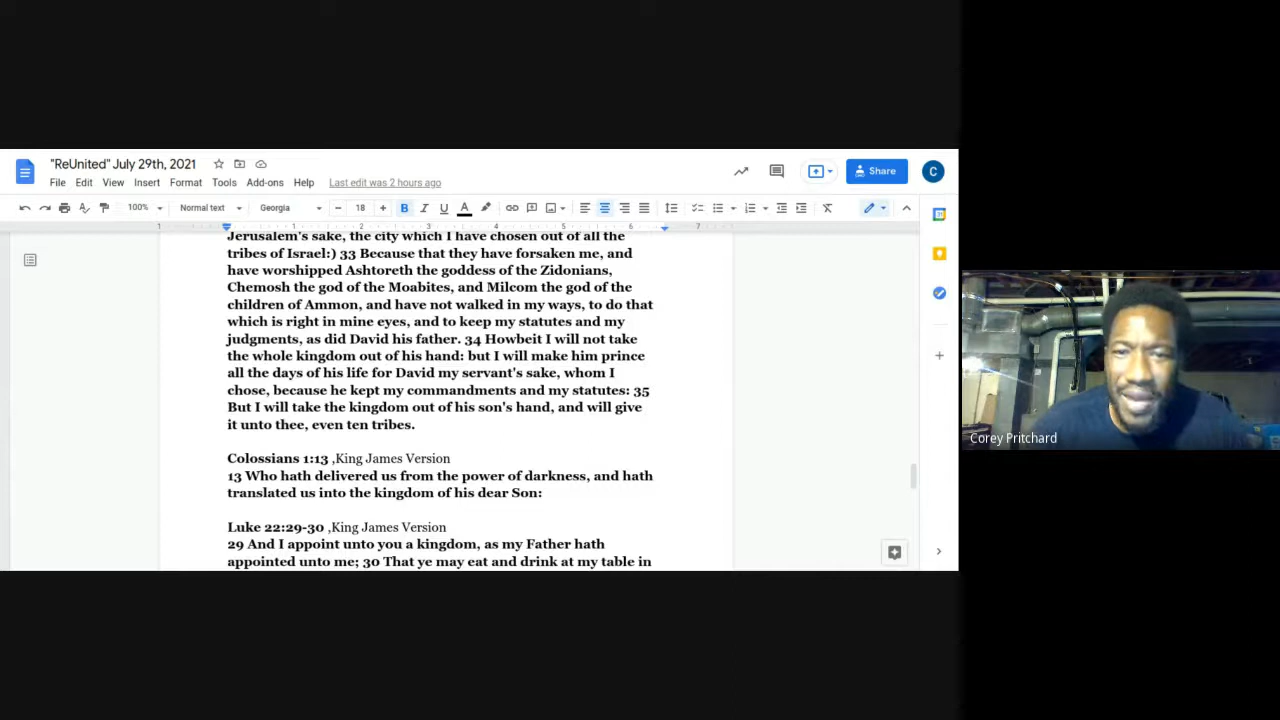 "ReUnited" July 29th, 2021
File Edit View Insert Format Tools Add-ons Help Last edit was 2 hours ago
Share
C
100% Normal text Georgia 18 B I U A
1 1 2 3 4 5 6 7
Jerusalem's sake, the city which I have chosen out of all the
tribes of Israel:) 33 Because that they have forsaken me, and
have worshipped Ashtoreth the goddess of the Zidonians,
Chemosh the god of the Moabites, and Milcom the god of the
children of Ammon, and have not walked in my ways, to do that
which is right in mine eyes, and to keep my statutes and my
judgments, as did David his father. 34 Howbeit I will not take
the whole kingdom out of his hand: but I will make him prince
all the days of his life for David my servant's sake, whom I
chose, because he kept my commandments and my statutes: 35
But I will take the kingdom out of his son's hand, and will give
it unto thee, even ten tribes.
Colossians 1:13 ,King James Version
13 Who hath delivered us from the power of darkness, and hath
translated us into the kingdom of his dear Son:
Luke 22:29-30 ,King James Version
29 And I appoint unto you a kingdom, as my Father hath
appointed unto me; 30 That ye may eat and drink at my table in
Corey Pritchard